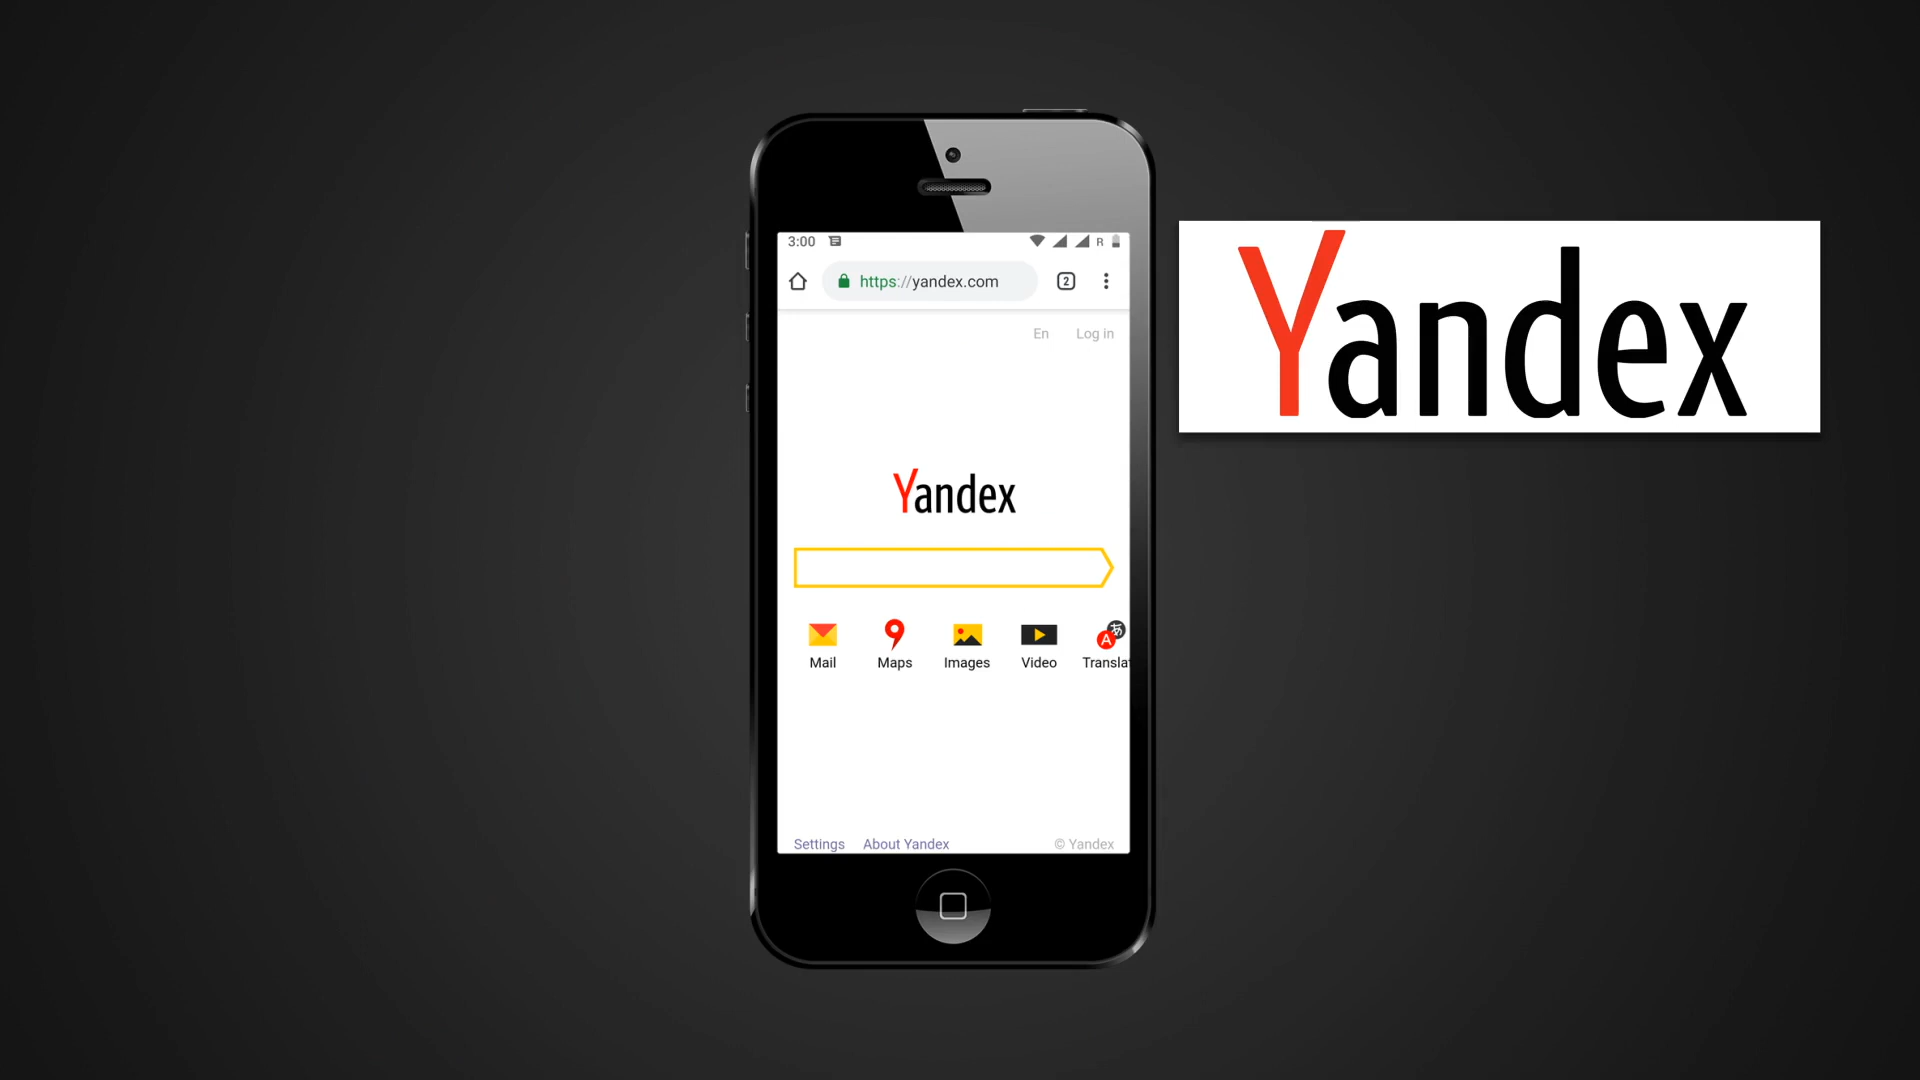 3:00 R
https://yandex.com 2
En Log in
Yandex
Mail Maps Images Video Transla
Settings About Yandex © Yandex
Yandex